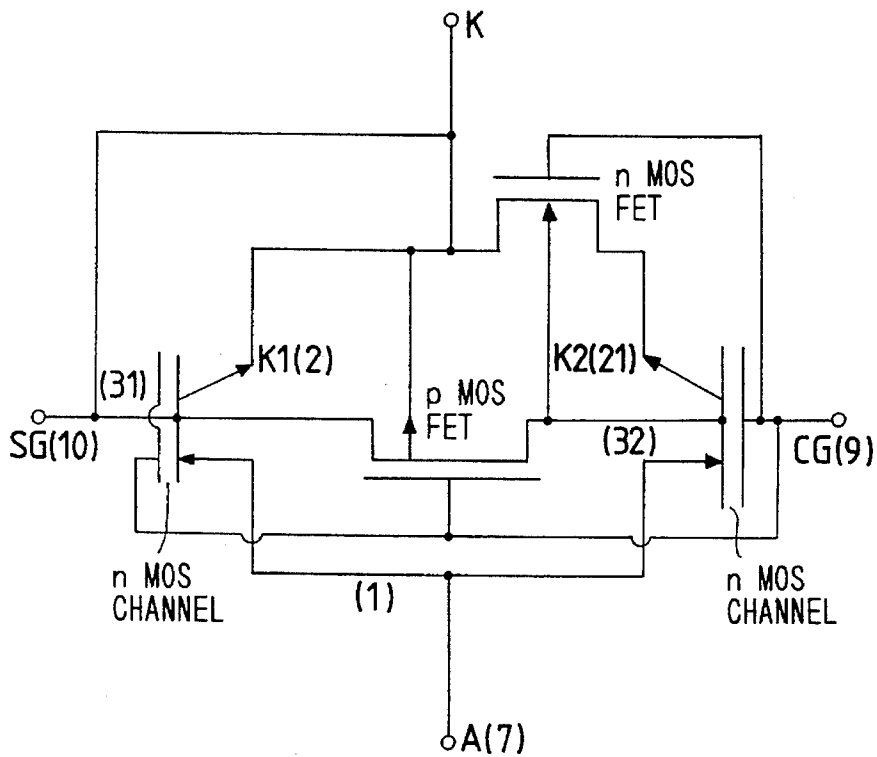 K
n MOS
FET
K1(2)
K2(21)
(31)
p MOS
FET
SG(10)
(32)
CG(9)
n MOS
CHANNEL
(1)
n MOS
CHANNEL
A(7)